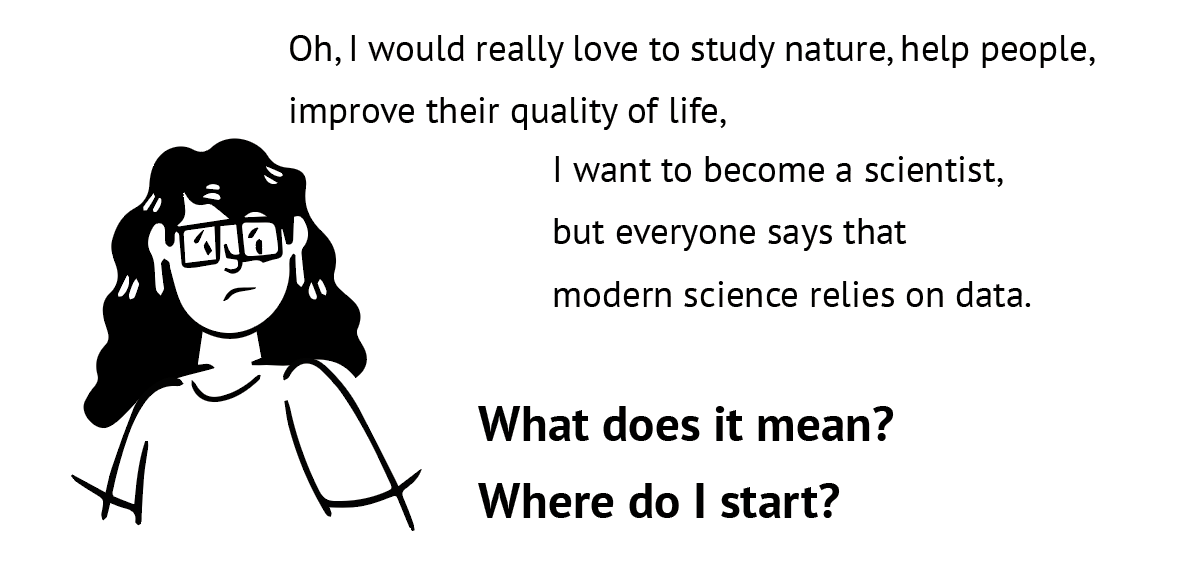 Oh, I would really love to study nature, help people,
improve their quality of life,
I want to become a scientist,
but everyone says that
modern science relies on data.
What does it mean?
Where do I start?